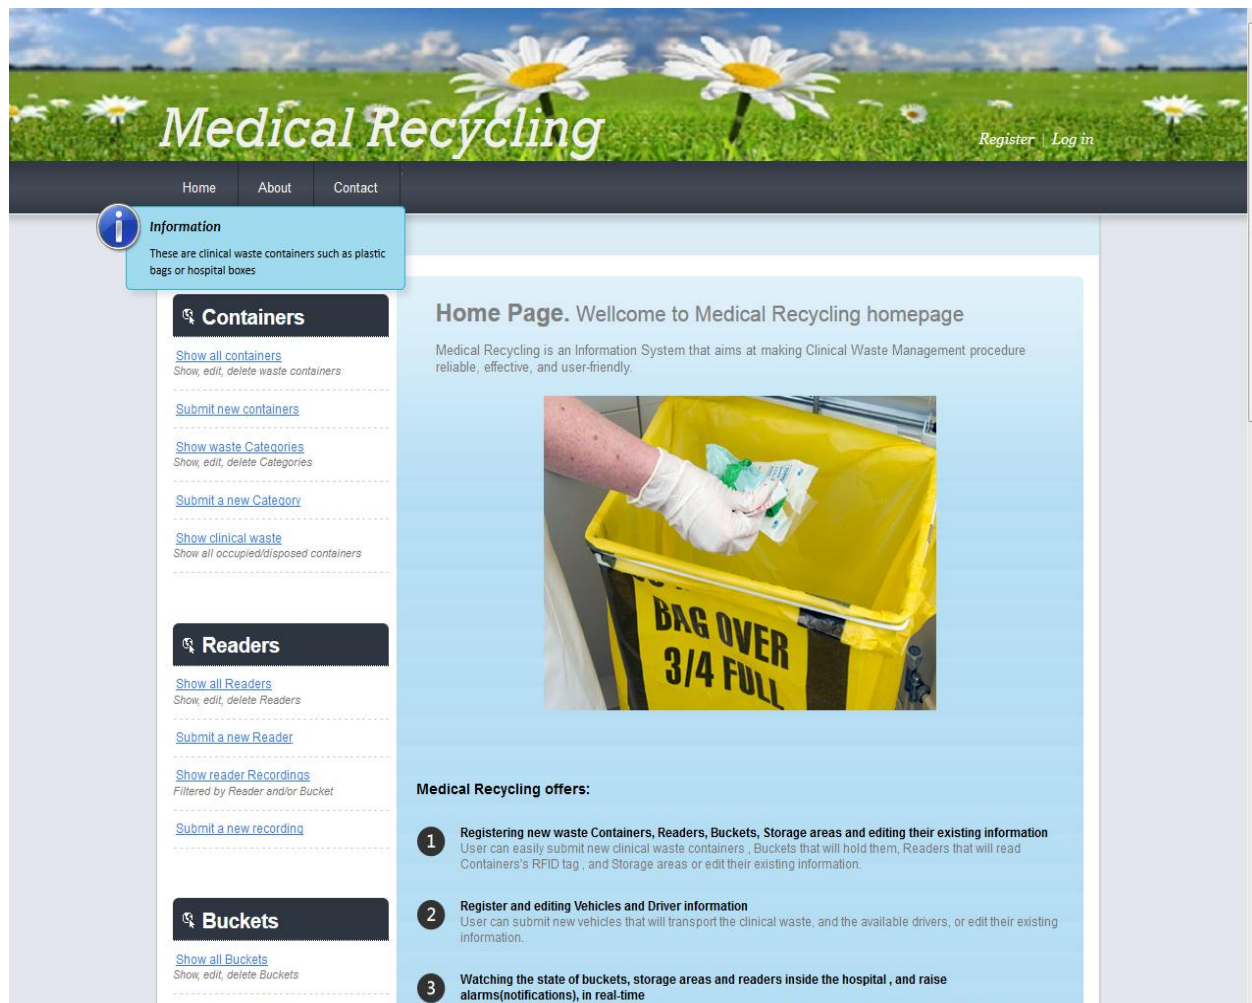 Medical Recycling
Register | Log in
Home
About
Contact
Information
These are clinical waste containers such as plastic
bags or hospital boxes
Containers
Show all containers
Show, edit, delete waste containers
Submit new containers
Show waste Categories
Show, edit, delete Categories
Submit a new Category
Show clinical waste
Show all occupied/disposed containers
Readers
Show all Readers
Show, edit, delete Readers
Submit a new Reader
Show reader Recordings
Filtered by Reader and/or Bucket
Submit a new recording
Buckets
Show all Buckets
Show, edit, delete Buckets
Home Page. Wellcome to Medical Recycling homepage
Medical Recycling is an Information System that aims at making Clinical Waste Management procedure
reliable, effective, and user-friendly.
BAG OVER
3/4 FULL
Medical Recycling offers:
1
Registering new waste Containers, Readers, Buckets, Storage areas and editing their existing information
User can easily submit new clinical waste containers , Buckets that will hold them, Readers that will read
Containers's RFID tag , and Storage areas or edit their existing information.
2
Register and editing Vehicles and Driver information
User can submit new vehicles that will transport the clinical waste, and the available drivers, or edit their existing
information.
3
Watching the state of buckets, storage areas and readers inside the hospital , and raise
alarms(notifications), in real-time